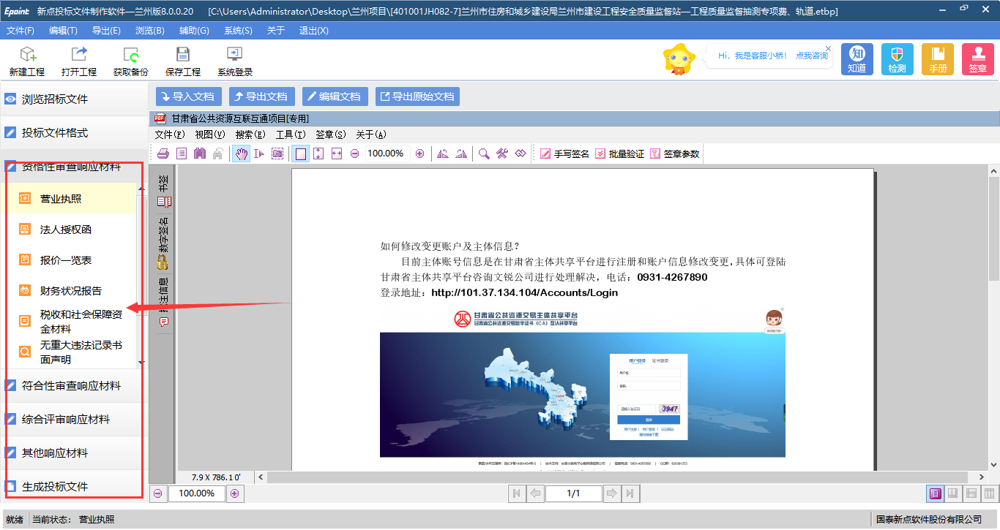 Epoint 新点投标文件制作软件—兰州版8.0.0.20 [C:\Users\Administrator\Desktop\兰州项目\[401001JH082-7]兰州市住房和城乡建设局兰州市建设工程安全质量监督站—工程质量监督抽测专项费、轨道.etbp]
文件(F) 编辑(T) 导出(E) 浏览(B) 辅助(G) 系统(S) 关于 退出(X)
新建工程 打开工程 获取备份 保存工程 系统登录
Hi，我是客服小桥！ 点我咨询
知 知道 检测 手册 签章
浏览招标文件
投标文件格式
资格性审查响应材料
营业执照
法人授权函
报价一览表
财务状况报告
税收和社会保障资
金材料
无重大违法记录书
面声明
符合性审查响应材料
综合评审响应材料
其他响应材料
生成投标文件
导入文档 导出文档 编辑文档 导出原始文档
PDF 甘肃省公共资源互联互通项目[专用]
文件(F) 视图(V) 搜索(E) 工具(T) 签章(S) 关于(A)
100.00% 手写签名 批量验证 签章参数
书签
数字签名
注信息
如何修改变更账户及主体信息？
目前主体账号信息是在甘肃省主体共享平台进行注册和账户信息修改变更,具体可登陆
甘肃省主体共享平台咨询文锐公司进行处理解决，电话：0931-4267890
登录地址：http://101.37.134.104/Accounts/Login
甘肃省公共资源交易主体共享平台
甘肃省公共资源交易数字证书（CA）互认共享平台
用户登录 证书登录
用户名:
密码:
请输入验证码 3947
登录
7.9 X 786.1 0'
100.00% 1/1
就绪 当前状态： 营业执照 国泰新点软件股份有限公司